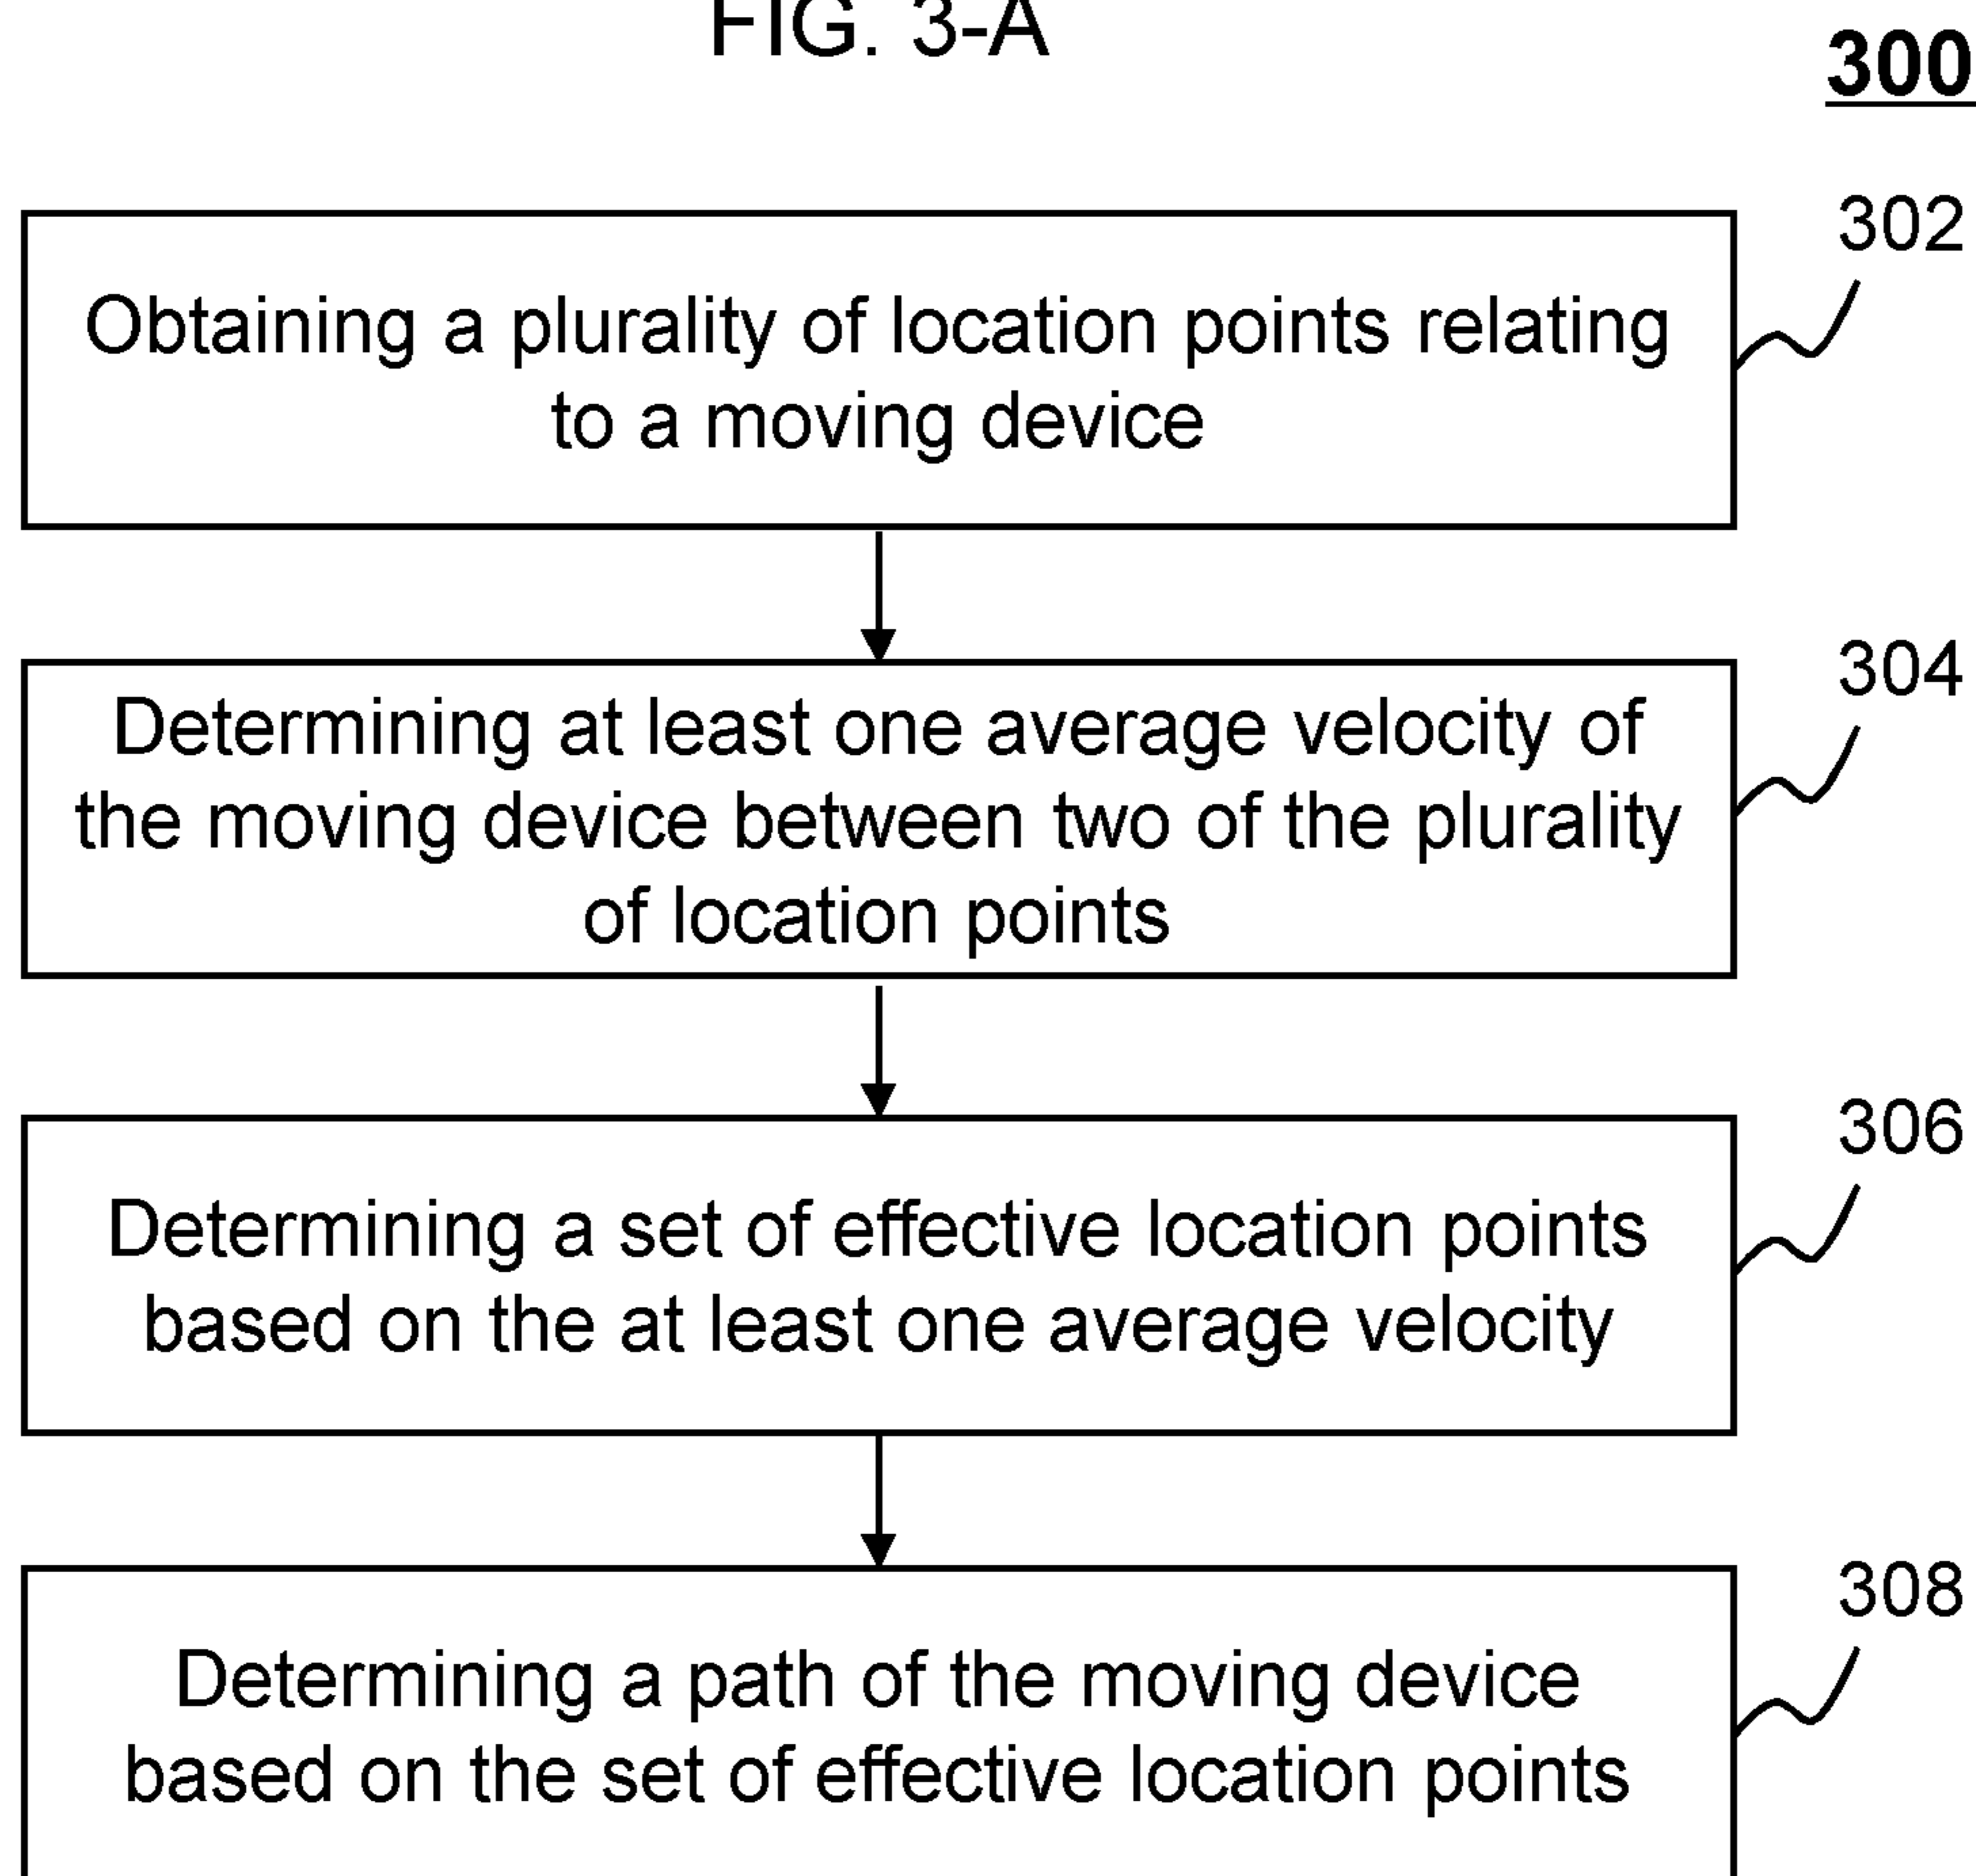 FIG. 3-A
300
302
Obtaining a plurality of location points relating
to a moving device
304
Determining at least one average velocity of
the moving device between two of the plurality
of location points
306
Determining a set of effective location points
based on the at least one average velocity
308
Determining a path of the moving device
based on the set of effective location points